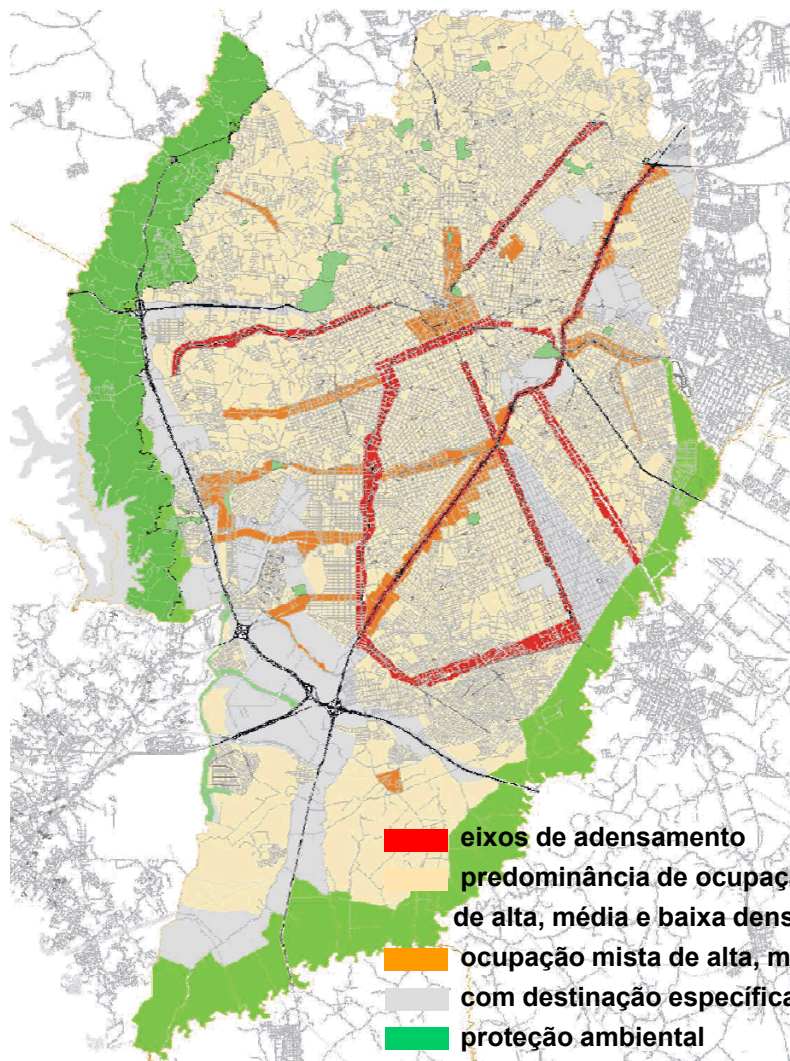 eixos de adensamento
predominância de ocupaç
de alta, média e baixa dens
ocupação mista de alta, m
com destinação específica
proteção ambiental